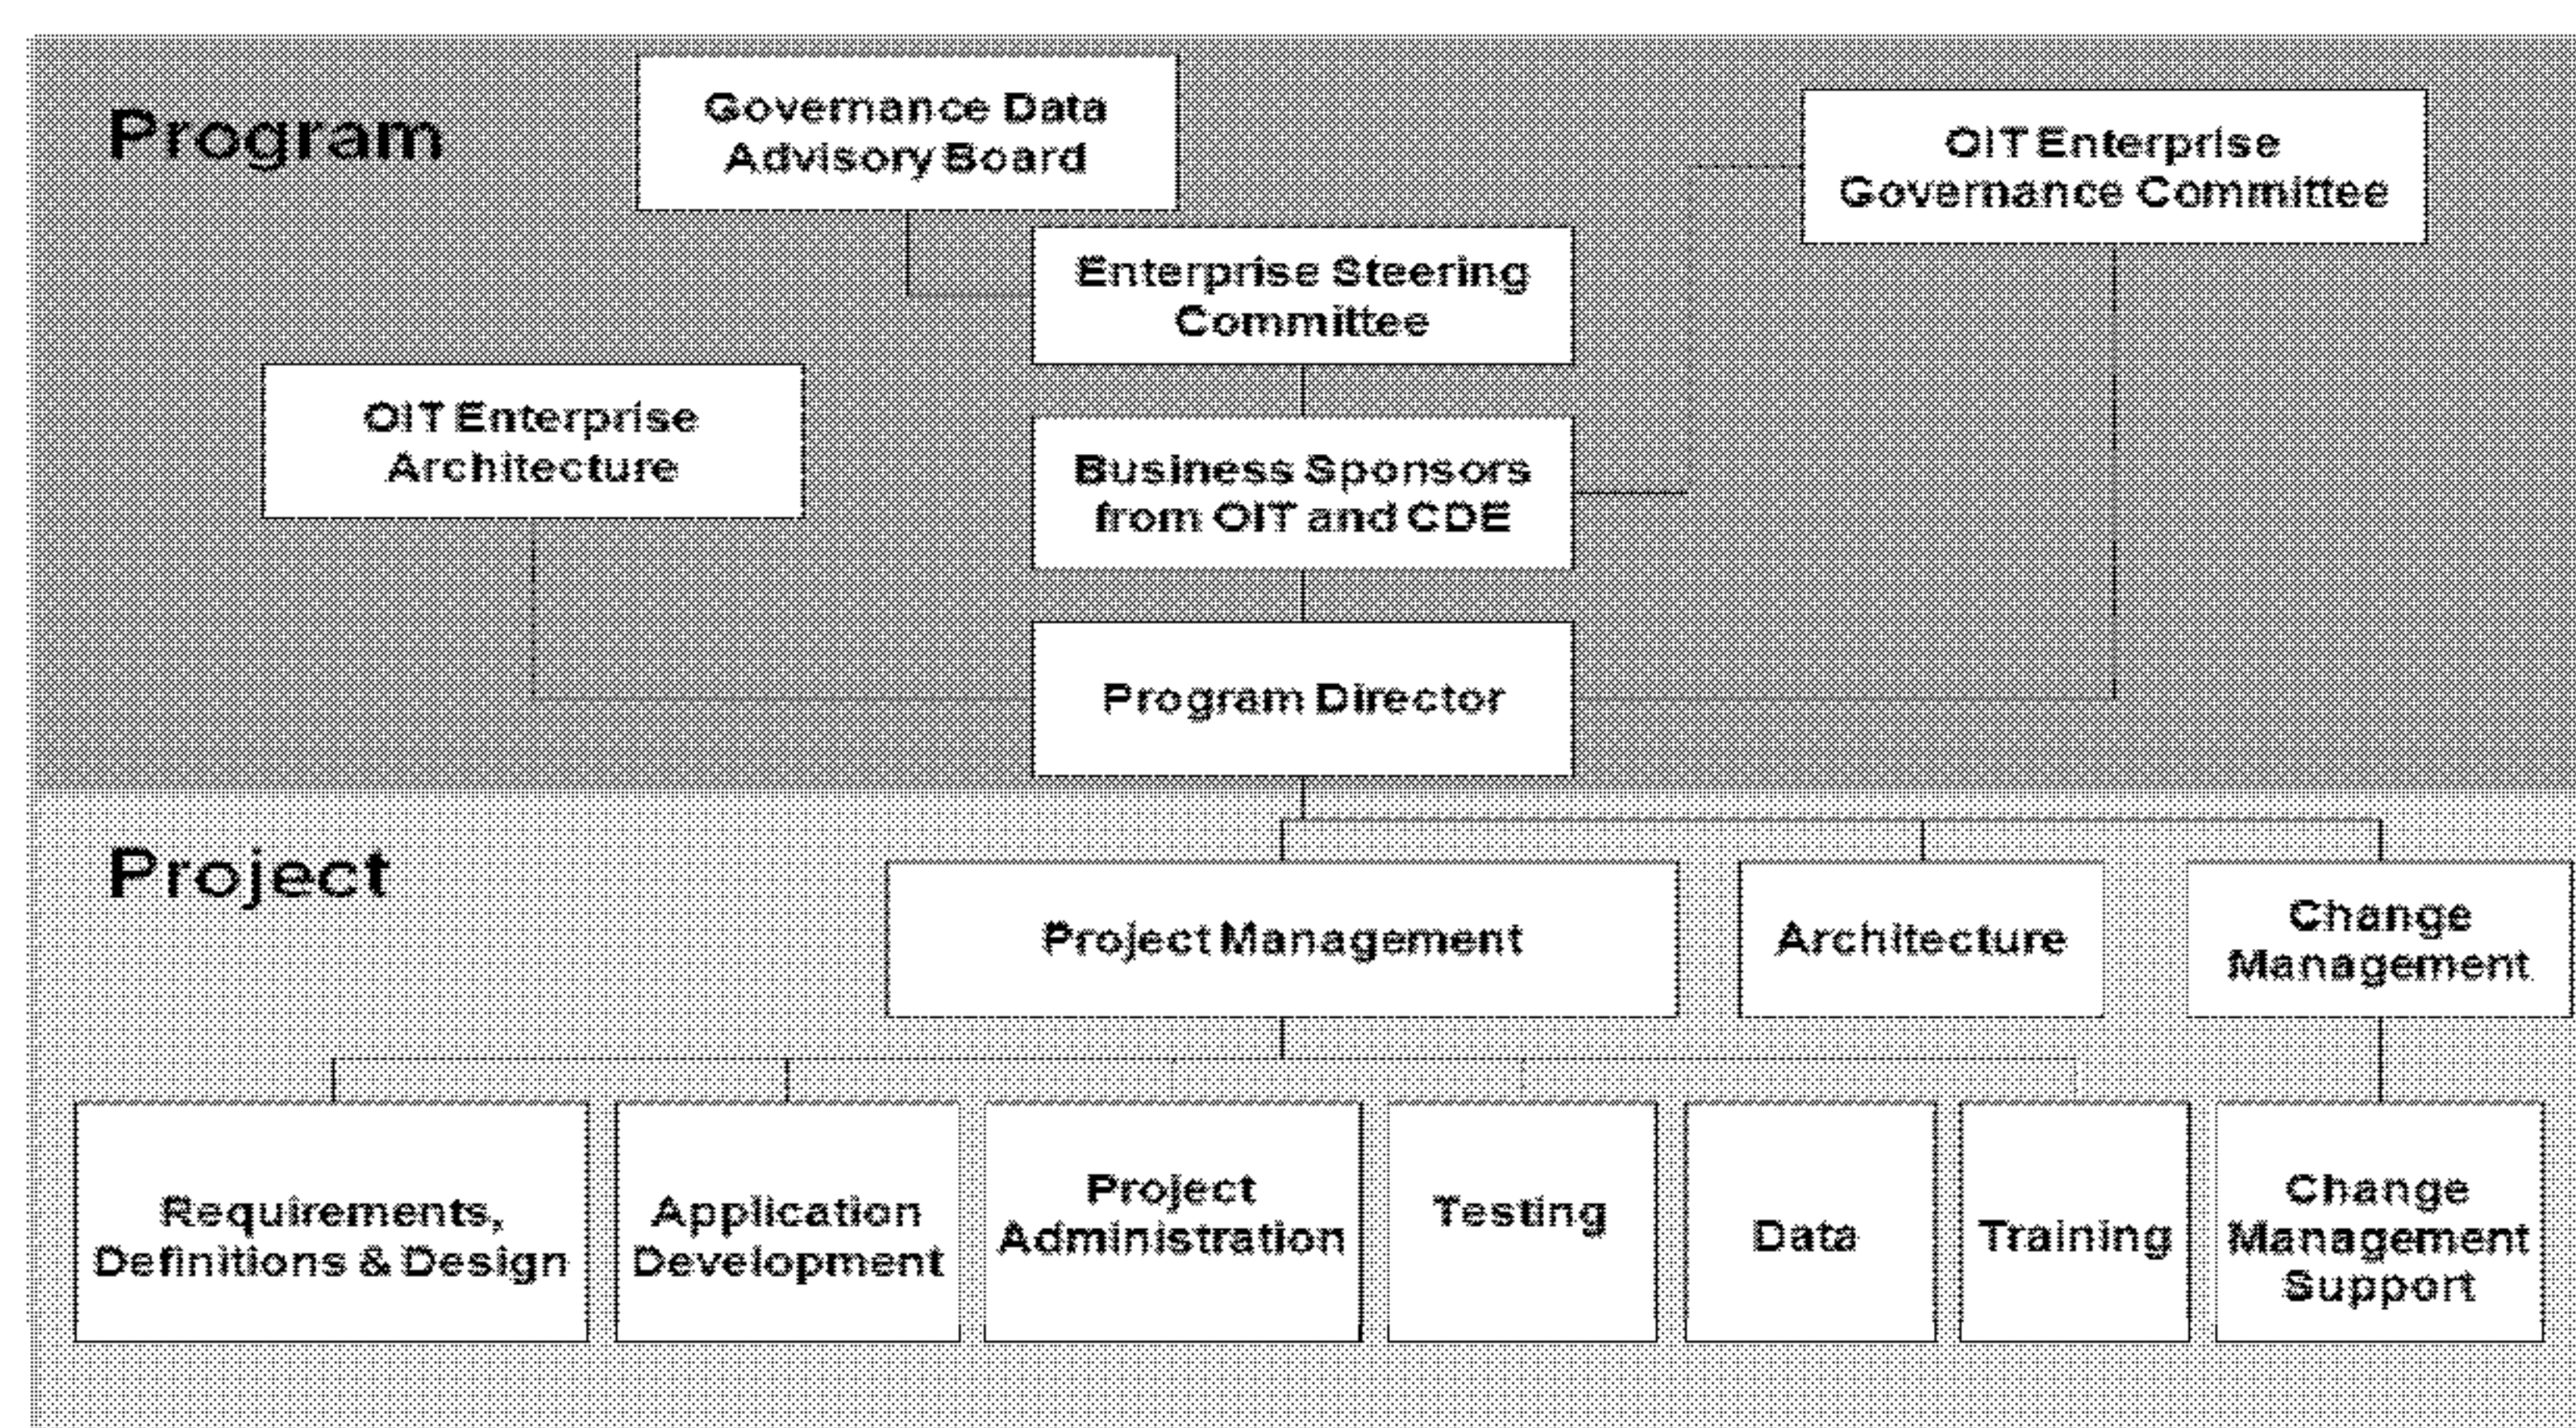 Program
Governance Data
Advisory Board
OIT Enterprise
Governance Committee
Enterprise Steering
Committee
OIT Enterprise
Architecture
Business Sponsors
from OIT and CDE
Program Director
Project
Project Management
Architecture
Change
Management
Requirements,
Definitions & Design
Application
Development
Project
Administration
Testing
Data
Training
Change
Management
Support